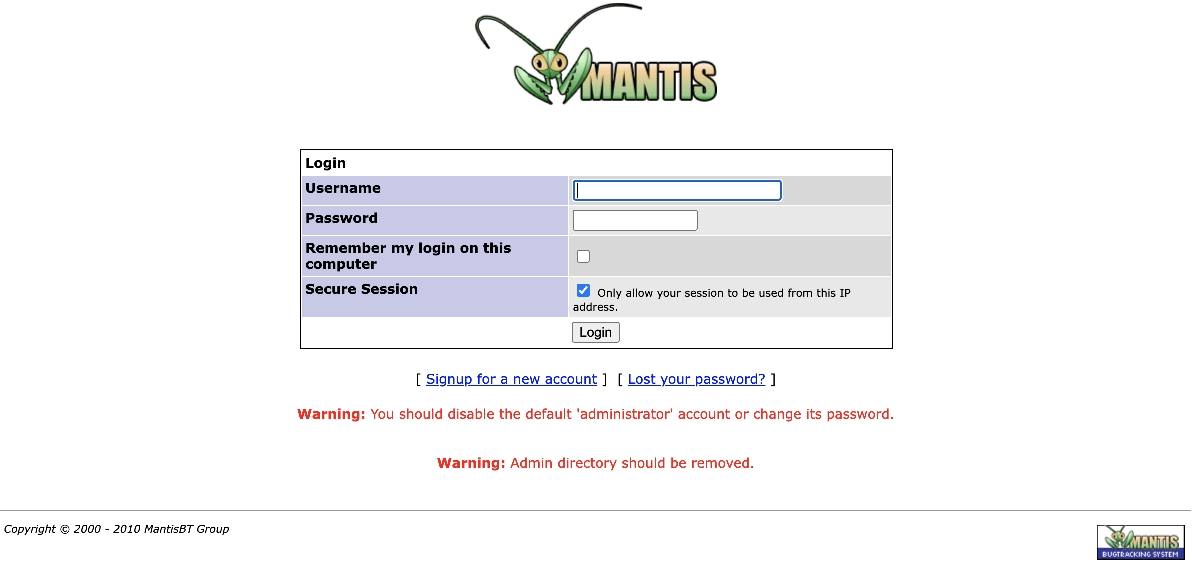 MANTIS
Login
Username
Password
Remember my login on this
computer
Secure Session
Only allow your session to be used from this IP
address.
Login
[ Signup for a new account ] [ Lost your password? ]
Warning: You should disable the default 'administrator' account or change its password.
Warning: Admin directory should be removed.
Copyright © 2000 - 2010 MantisBT Group
MANTIS
BUGTRACKING SYSTEM